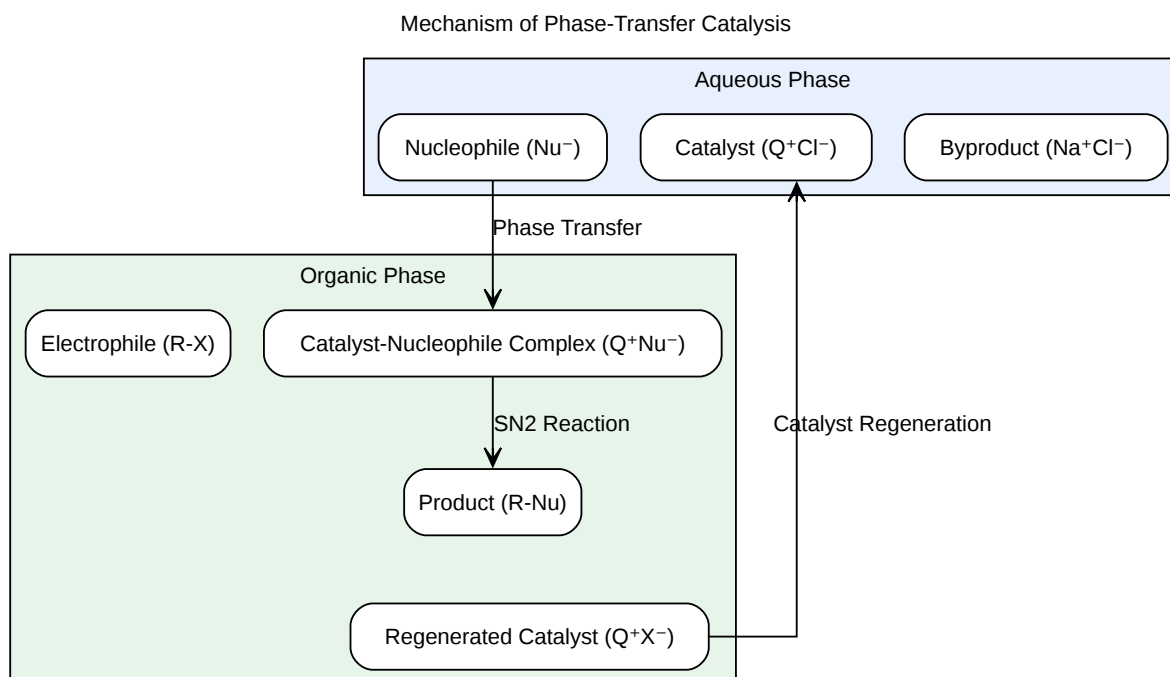 Mechanism of Phase-Transfer Catalysis
Aqueous Phase
Nucleophile (Nu⁻)
Catalyst (Q⁺Cl⁻)
Byproduct (Na⁺Cl⁻)
Phase Transfer
Organic Phase
Electrophile (R-X)
Catalyst-Nucleophile Complex (Q⁺Nu⁻)
SN2 Reaction
Catalyst Regeneration
Product (R-Nu)
Regenerated Catalyst (Q⁺X⁻)